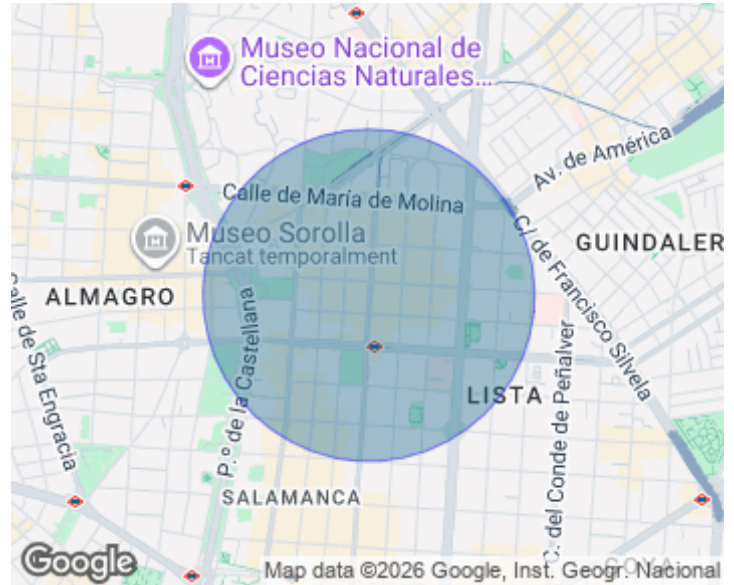 Museo Nacional de
Ciencias Naturales...
Av. de América
Calle de María de Molina
Museo Sorolla
Tancat temporalment
GUINDALER
ALMAGRO
C/ de Francisco Silvela
Calle de Sta Engracia
P.º de la Castellana
LISTA
C. del Conde de Peñalver
SALAMANCA
GOYA
Google
Map data ©2026 Google, Inst. Geogr. Nacional